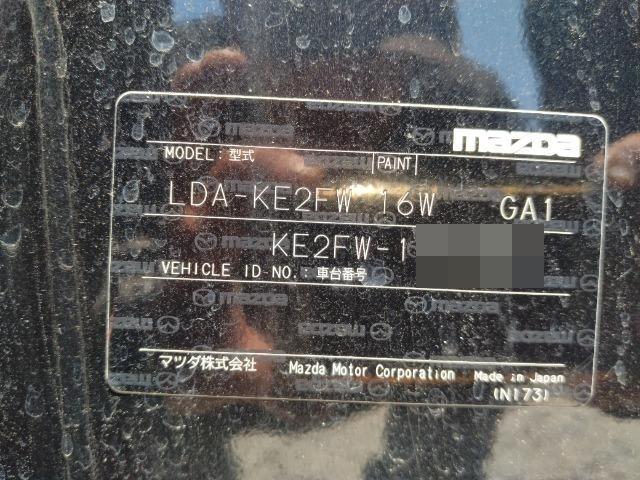 mazda
MODEL: 型式 PAINT
LDA-KE2FW 16W GA1
KE2FW-1
VEHICLE ID NO.: 車台番号
マツダ株式会社 Mazda Motor Corporation Made in Japan
(N173)